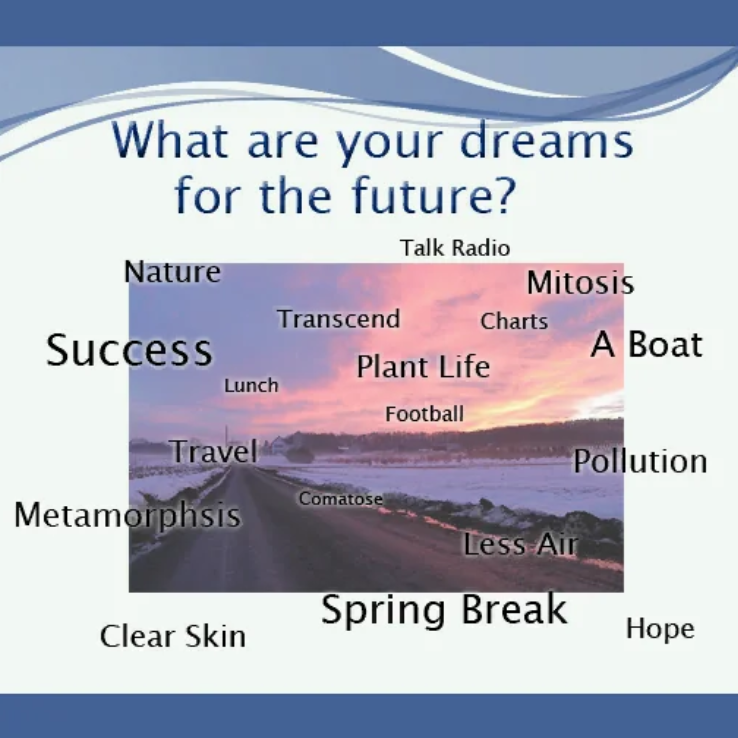 What are your dreams
for the future?
Talk Radio
Nature
Mitosis
Transcend
Charts
Success
A Boat
Plant Life
Lunch
Football
Travel
Pollution
Comatose
Metamorphsis
Less Air
Spring Break
Clear Skin
Hope